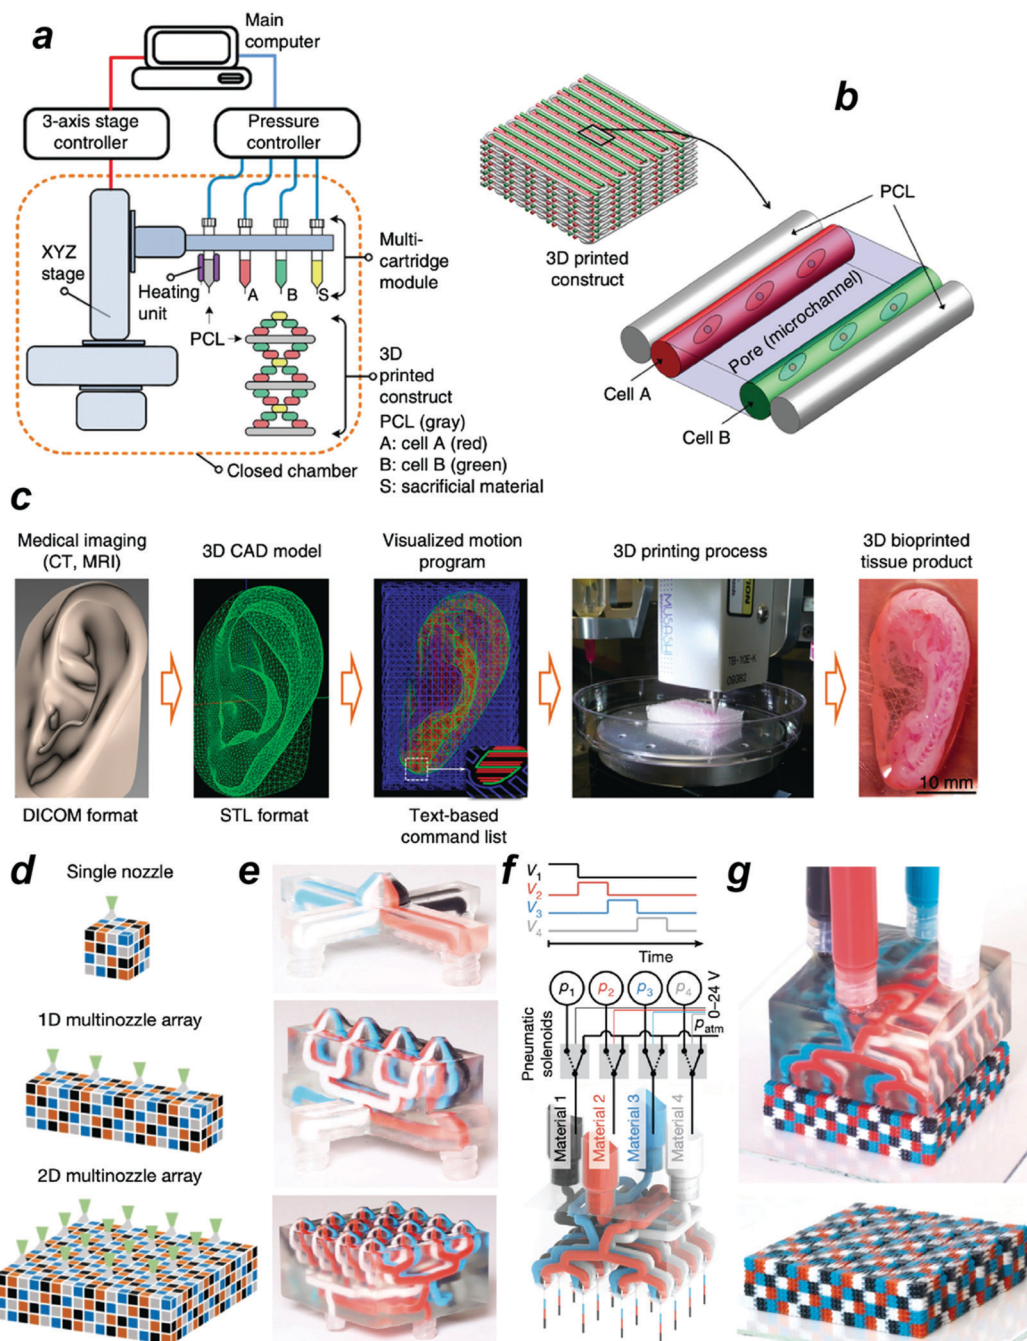 a
Main
computer
3-axis stage
controller
Pressure
controller
XYZ
stage
Heating
unit
A
B
S
Multi-
cartridge
module
PCL
3D
printed
construct
PCL (gray)
A: cell A (red)
B: cell B (green)
S: sacrificial material
Closed chamber
b
3D printed
construct
PCL
Pore (microchannel)
Cell A
Cell B
c
Medical imaging
(CT, MRI)
3D CAD model
Visualized motion
program
3D printing process
3D bioprinted
tissue product
MUSASHI
TB-10E-K
09082
10 mm
DICOM format
STL format
Text-based
command list
d
Single nozzle
1D multinozzle array
2D multinozzle array
e
f
V1
V2
V3
V4
Time
p1
p2
p3
p4
0–24 V
patm
Pneumatic
solenoids
Material 1
Material 2
Material 3
Material 4
g